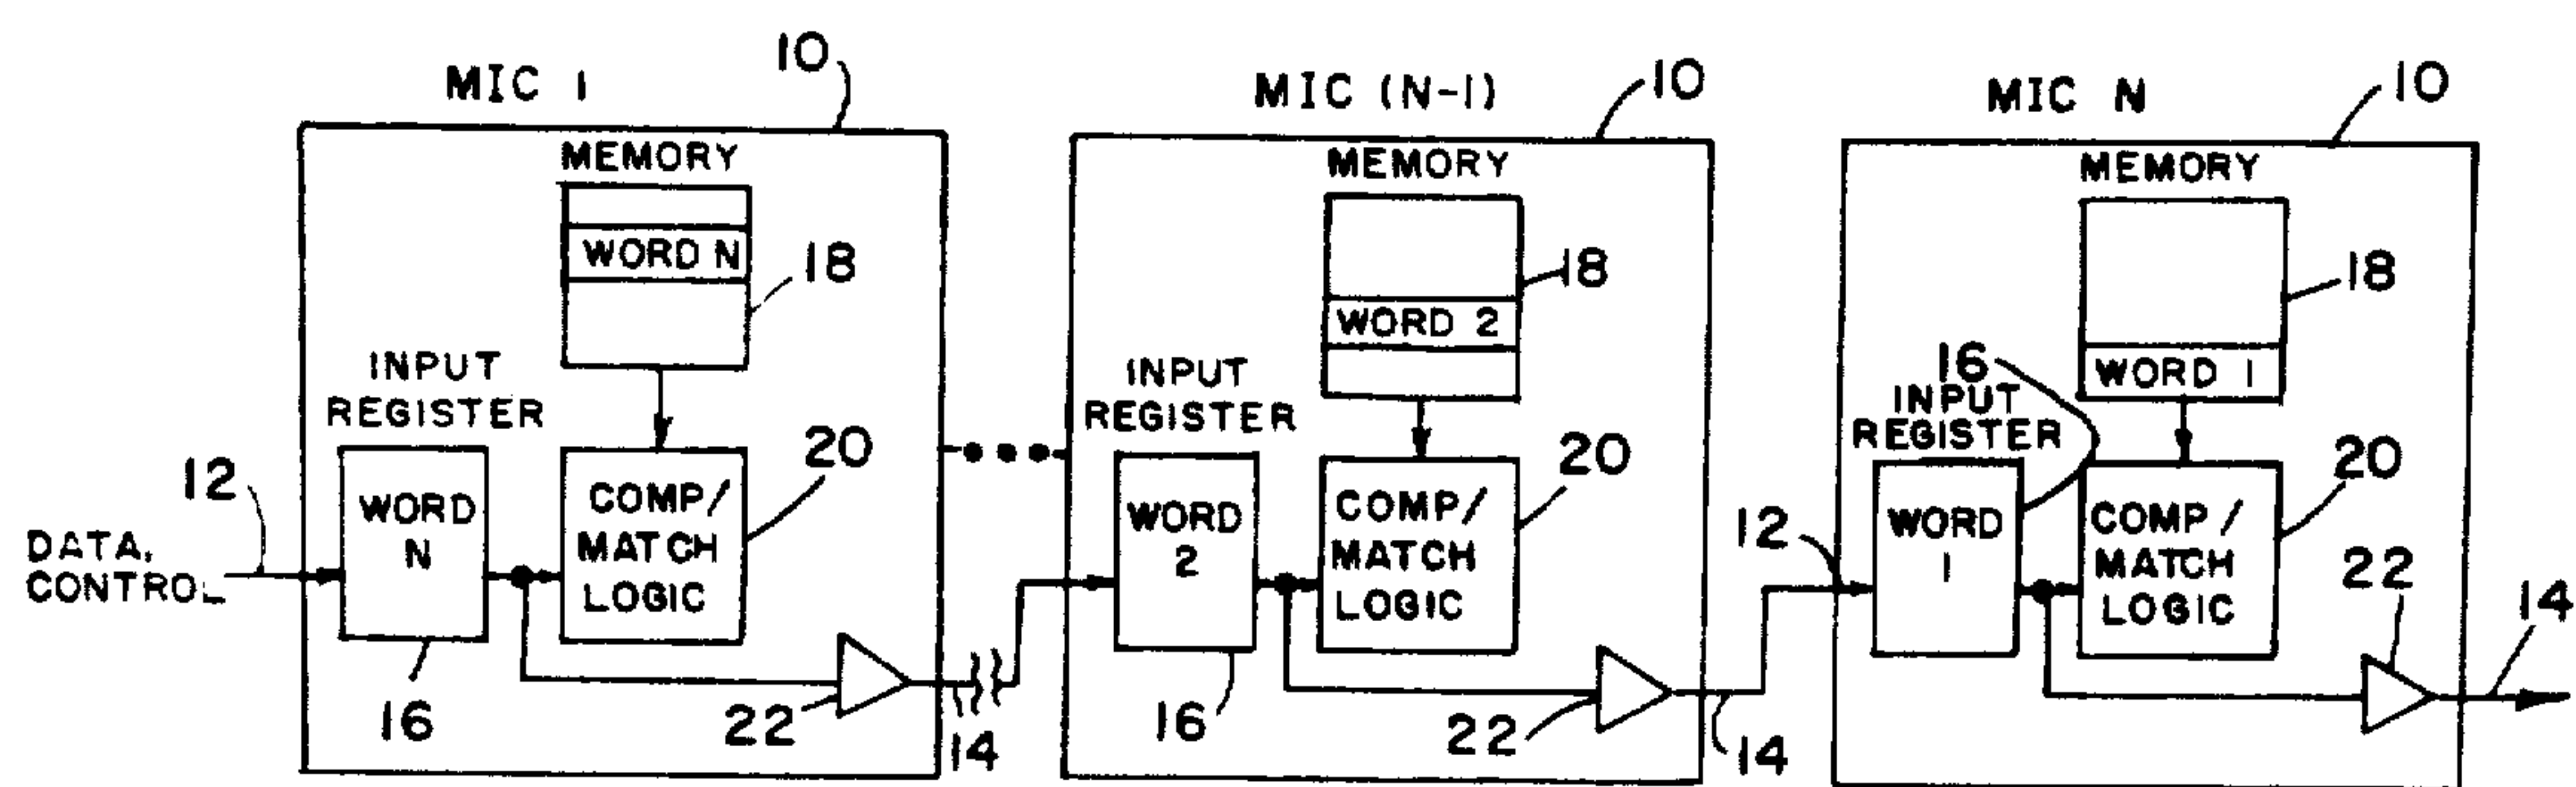 MIC 1
10
MEMORY
WORD N
18
INPUT
REGISTER
12
DATA,
CONTROL
WORD
N
16
COMP/
MATCH
LOGIC
20
22
14
MIC (N-1)
10
MEMORY
WORD 2
18
INPUT
REGISTER
WORD
2
16
COMP/
MATCH
LOGIC
20
22
14
MIC N
10
MEMORY
WORD 1
18
16
INPUT
REGISTER
12
WORD
1
COMP/
MATCH
LOGIC
20
22
14